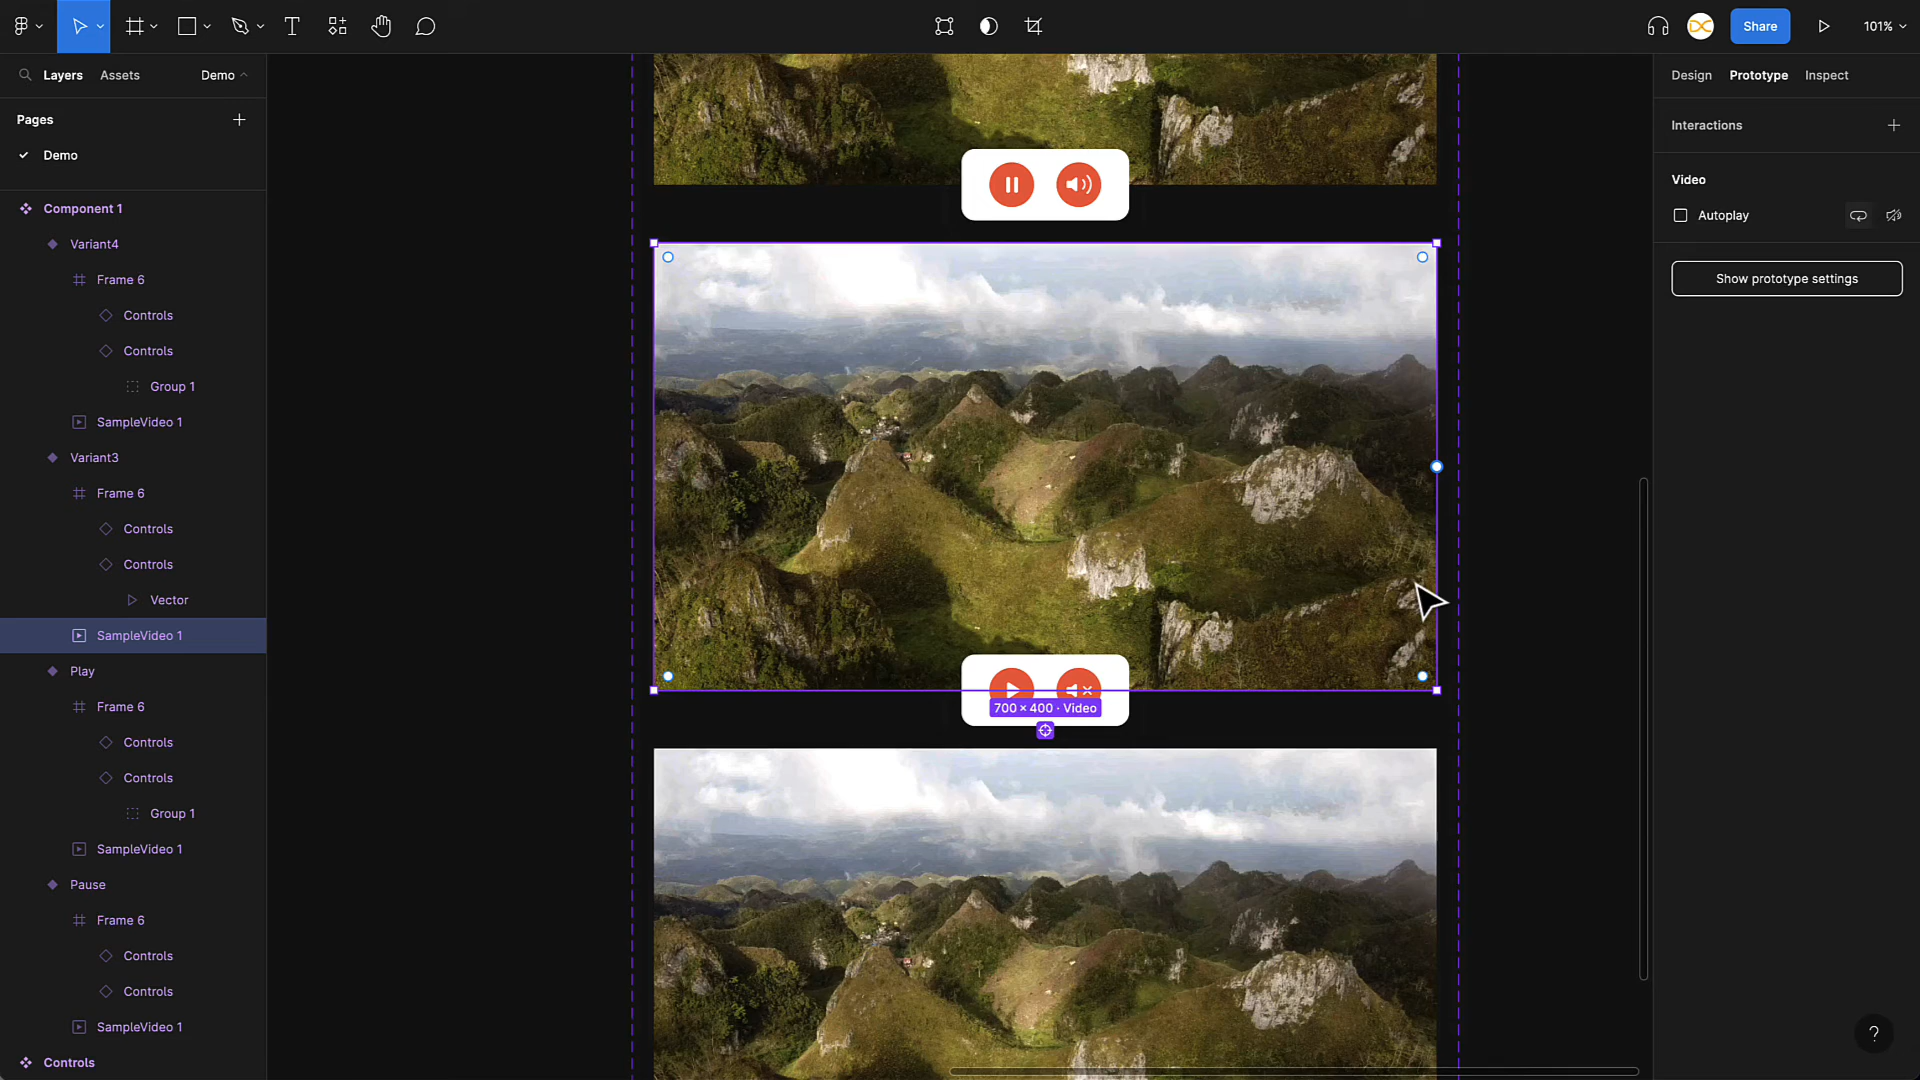 Share
101%
Layers
Assets
Demo
Pages
Demo
Component 1
Variant4
Frame 6
Controls
Controls
Group 1
SampleVideo 1
Variant3
Frame 6
Controls
Controls
Vector
SampleVideo 1
Play
Frame 6
Controls
Controls
Group 1
SampleVideo 1
Pause
Frame 6
Controls
Controls
SampleVideo 1
Controls
700 × 400 · Video
Design
Prototype
Inspect
Interactions
Video
Autoplay
Show prototype settings
?